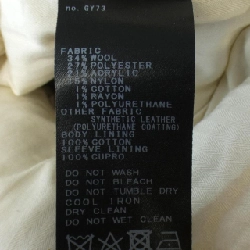 no. GY73
FABRIC
34% WOOL
27% POLYESTER
21% ACRYLIC
5% NYLON
1% COTTON
1% RAYON
1% POLYURETHANE
OTHER FABRIC
SYNTHETIC LEATHER
(POLYURETHANE COATING)
BODY LINING
100% COTTON
SLEEVE LINING
100% CUPRO
DO NOT WASH
DO NOT BLEACH
DO NOT TUMBLE DRY
COOL IRON
DRY CLEAN
DO NOT WET CLEAN